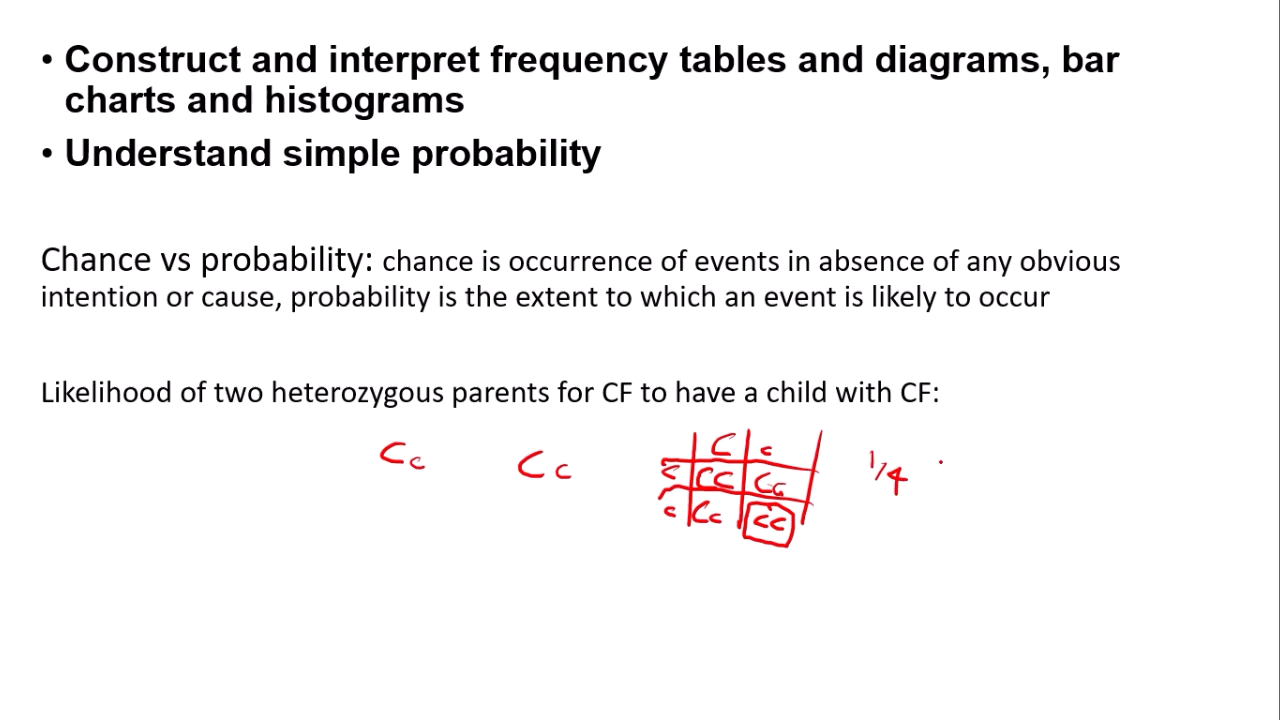 • Construct and interpret frequency tables and diagrams, bar
charts and histograms
• Understand simple probability
Chance vs probability: chance is occurrence of events in absence of any obvious
intention or cause, probability is the extent to which an event is likely to occur
Likelihood of two heterozygous parents for CF to have a child with CF:
Cc Cc
C c
C CC Cc 1/4
c Cc cc